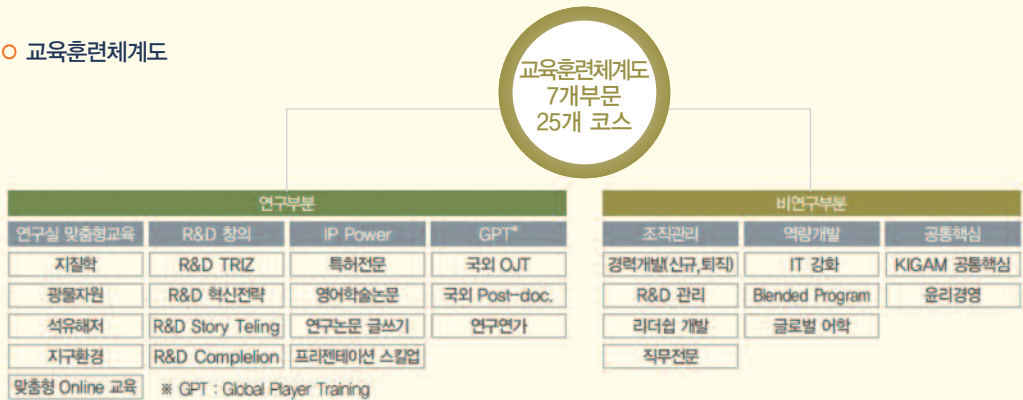 교육훈련체계도
교육훈련체계도
7개부문
25개 코스
연구부분
비연구부분
연구실 맞춤형교육
R&D 창의
IP Power
GPT*
조직관리
역량개발
공통핵심
지질학
R&D TRIZ
특허전문
국외 OJT
경력개발(신규,퇴직)
IT 강화
KIGAM 공통핵심
광물자원
R&D 혁신전략
영어학술논문
국외 Post-doc.
R&D 관리
Blended Program
윤리경영
석유해저
R&D Story Teling
연구논문 글쓰기
연구연가
리더쉽 개발
글로벌 어학
지구환경
R&D Complelion
프리젠테이션 스킬업
직무전문
맞춤형 Online 교육
※ GPT : Global Player Training